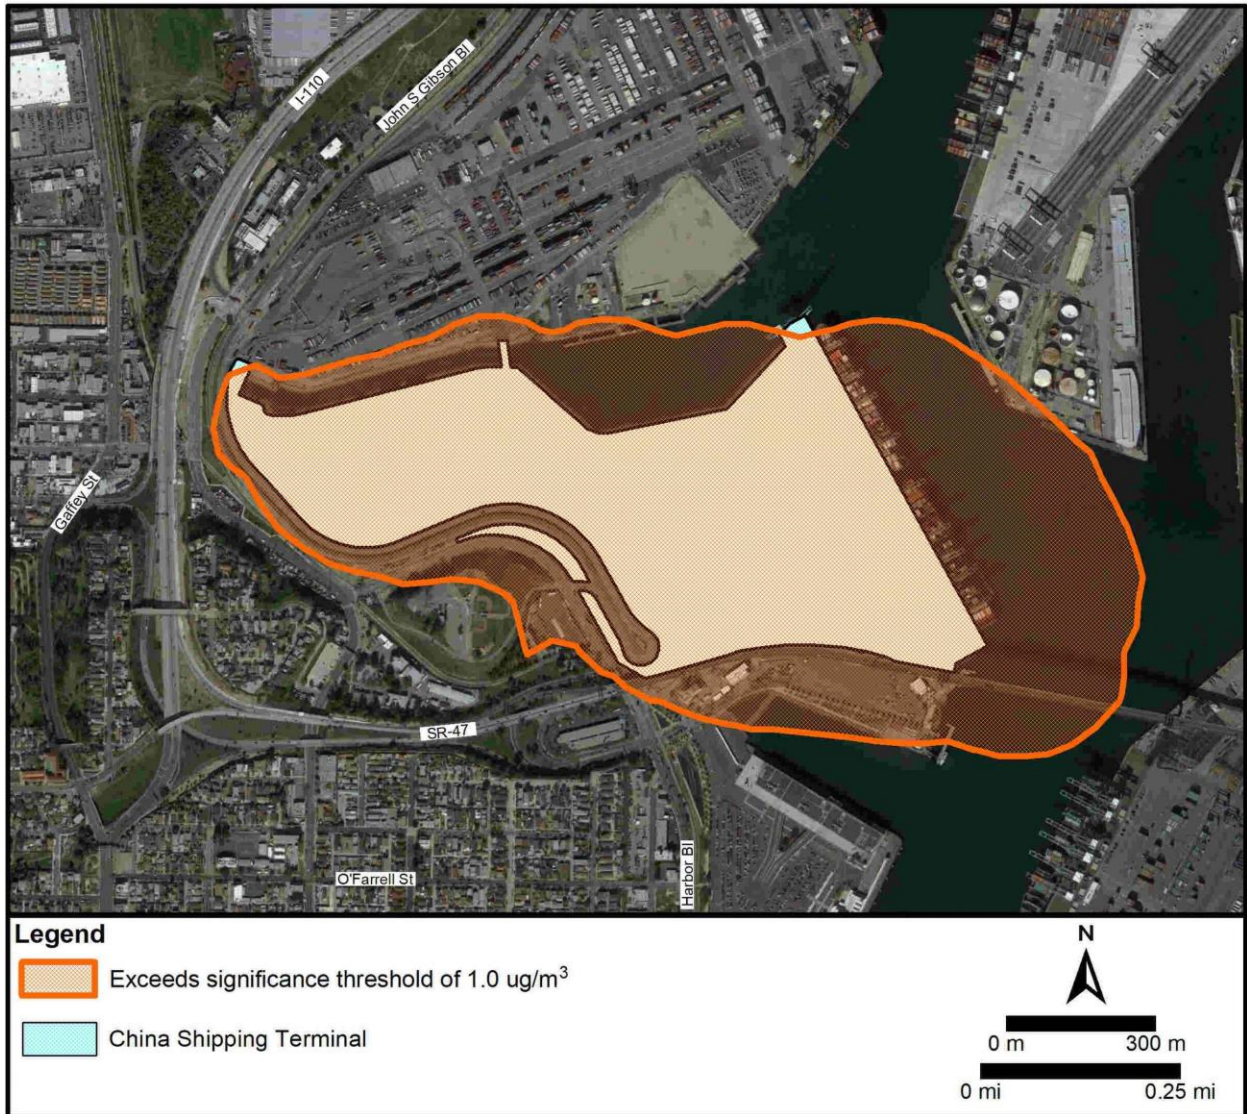 I-110
John S Gibson Bl
Gaffey St
SR-47
O'Farrell St
Harbor Bl
Legend
Exceeds significance threshold of 1.0 ug/m³
China Shipping Terminal
N
0 m 300 m
0 mi 0.25 mi